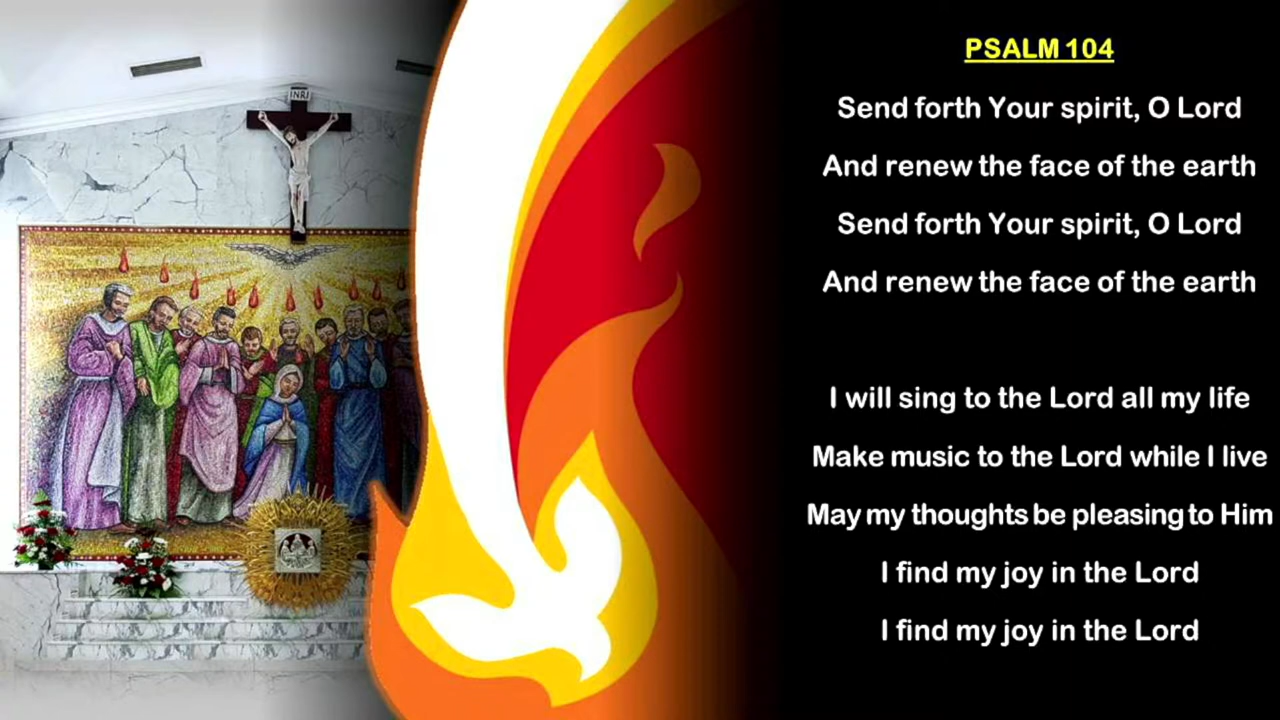 INRI
PSALM 104
Send forth Your spirit, O Lord
And renew the face of the earth
Send forth Your spirit, O Lord
And renew the face of the earth
I will sing to the Lord all my life
Make music to the Lord while I live
May my thoughts be pleasing to Him
I find my joy in the Lord
I find my joy in the Lord